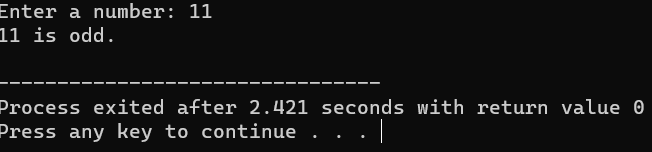 Enter a number: 11
11 is odd.
--------------------------------
Process exited after 2.421 seconds with return value 0
Press any key to continue . . .